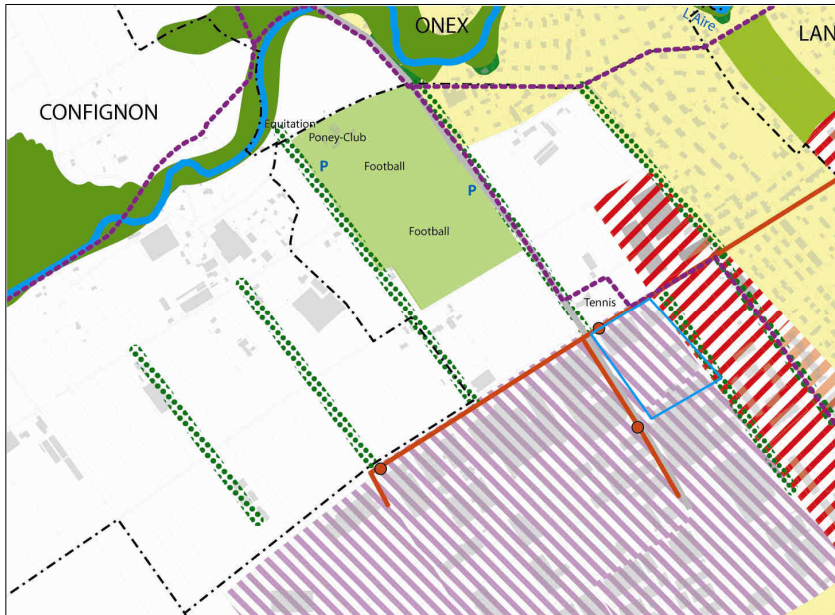 ONEX
L'Aire
LAN
CONFIGNON
Equitation
Poney-Club
P
Football
P
Football
Tennis